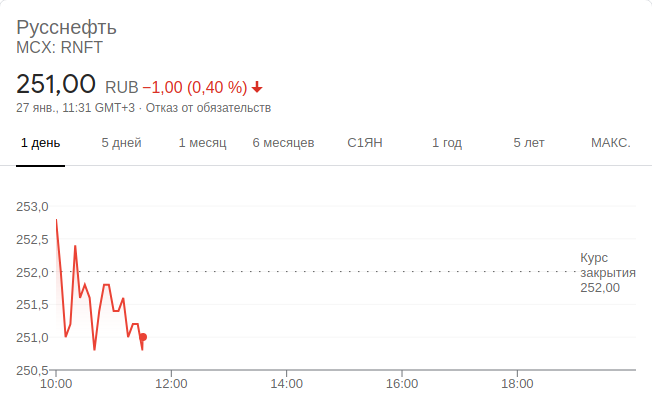 Русснефть
MCX: RNFT
251,00 RUB −1,00 (0,40 %)
27 янв., 11:31 GMT+3 · Отказ от обязательств
1 день 5 дней 1 месяц 6 месяцев С1ЯН 1 год 5 лет МАКС.
253,0
252,5
252,0
251,5
251,0
250,5
Курс
закрытия
252,00
10:00 12:00 14:00 16:00 18:00